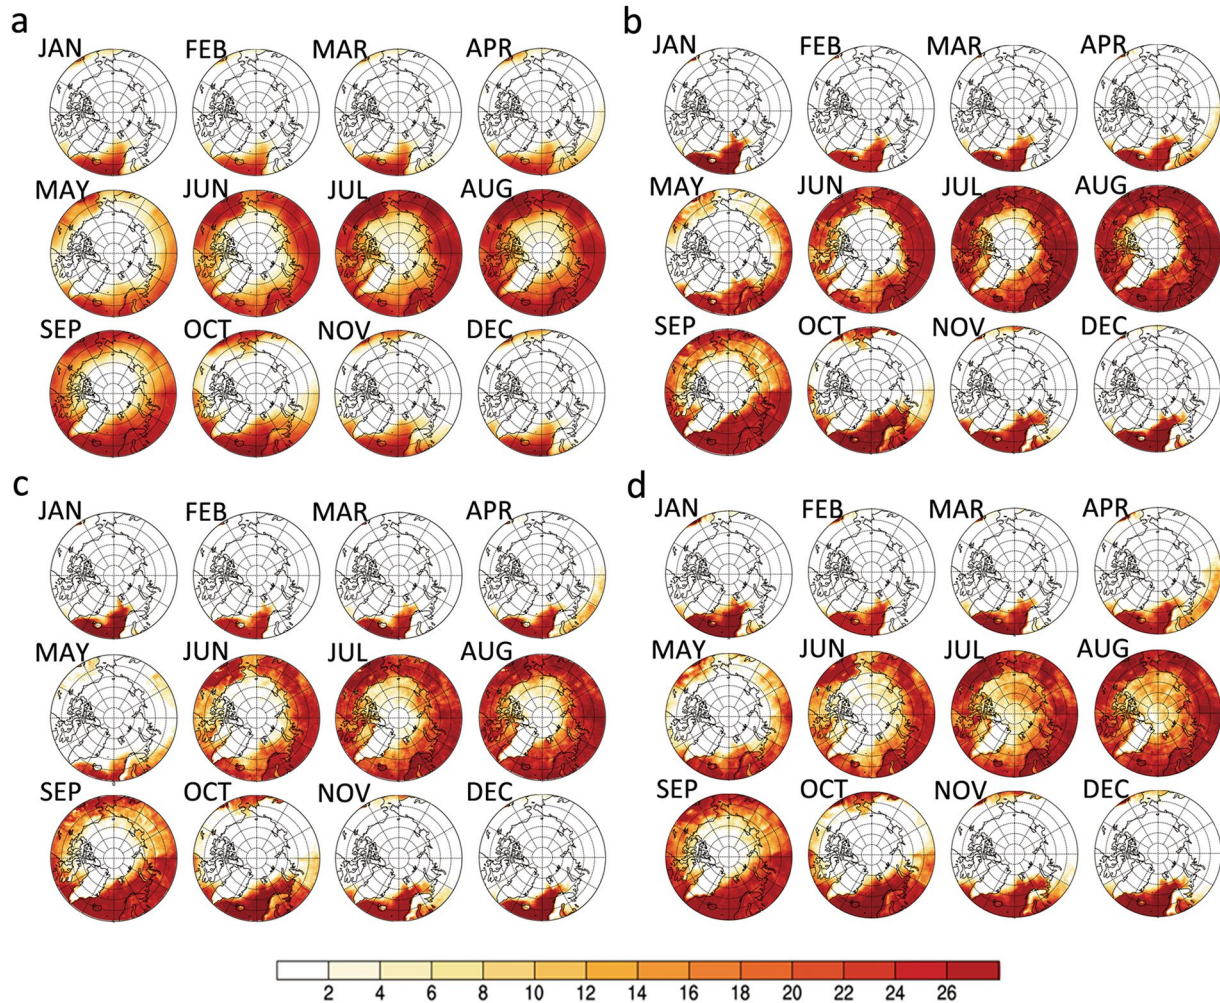 a
JAN FEB MAR APR
MAY JUN JUL AUG
SEP OCT NOV DEC
b
JAN FEB MAR APR
MAY JUN JUL AUG
SEP OCT NOV DEC
c
JAN FEB MAR APR
MAY JUN JUL AUG
SEP OCT NOV DEC
d
JAN FEB MAR APR
MAY JUN JUL AUG
SEP OCT NOV DEC
2 4 6 8 10 12 14 16 18 20 22 24 26